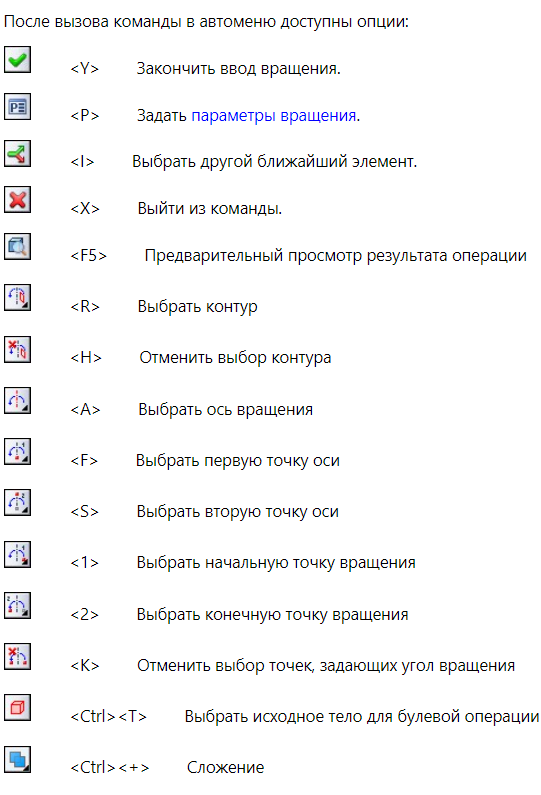 После вызова команды в автоменю доступны опции:
<Y> Закончить ввод вращения.
<P> Задать параметры вращения.
<I> Выбрать другой ближайший элемент.
<X> Выйти из команды.
<F5> Предварительный просмотр результата операции
<R> Выбрать контур
<H> Отменить выбор контура
<A> Выбрать ось вращения
<F> Выбрать первую точку оси
<S> Выбрать вторую точку оси
<1> Выбрать начальную точку вращения
<2> Выбрать конечную точку вращения
<K> Отменить выбор точек, задающих угол вращения
<Ctrl><T> Выбрать исходное тело для булевой операции
<Ctrl><+> Сложение